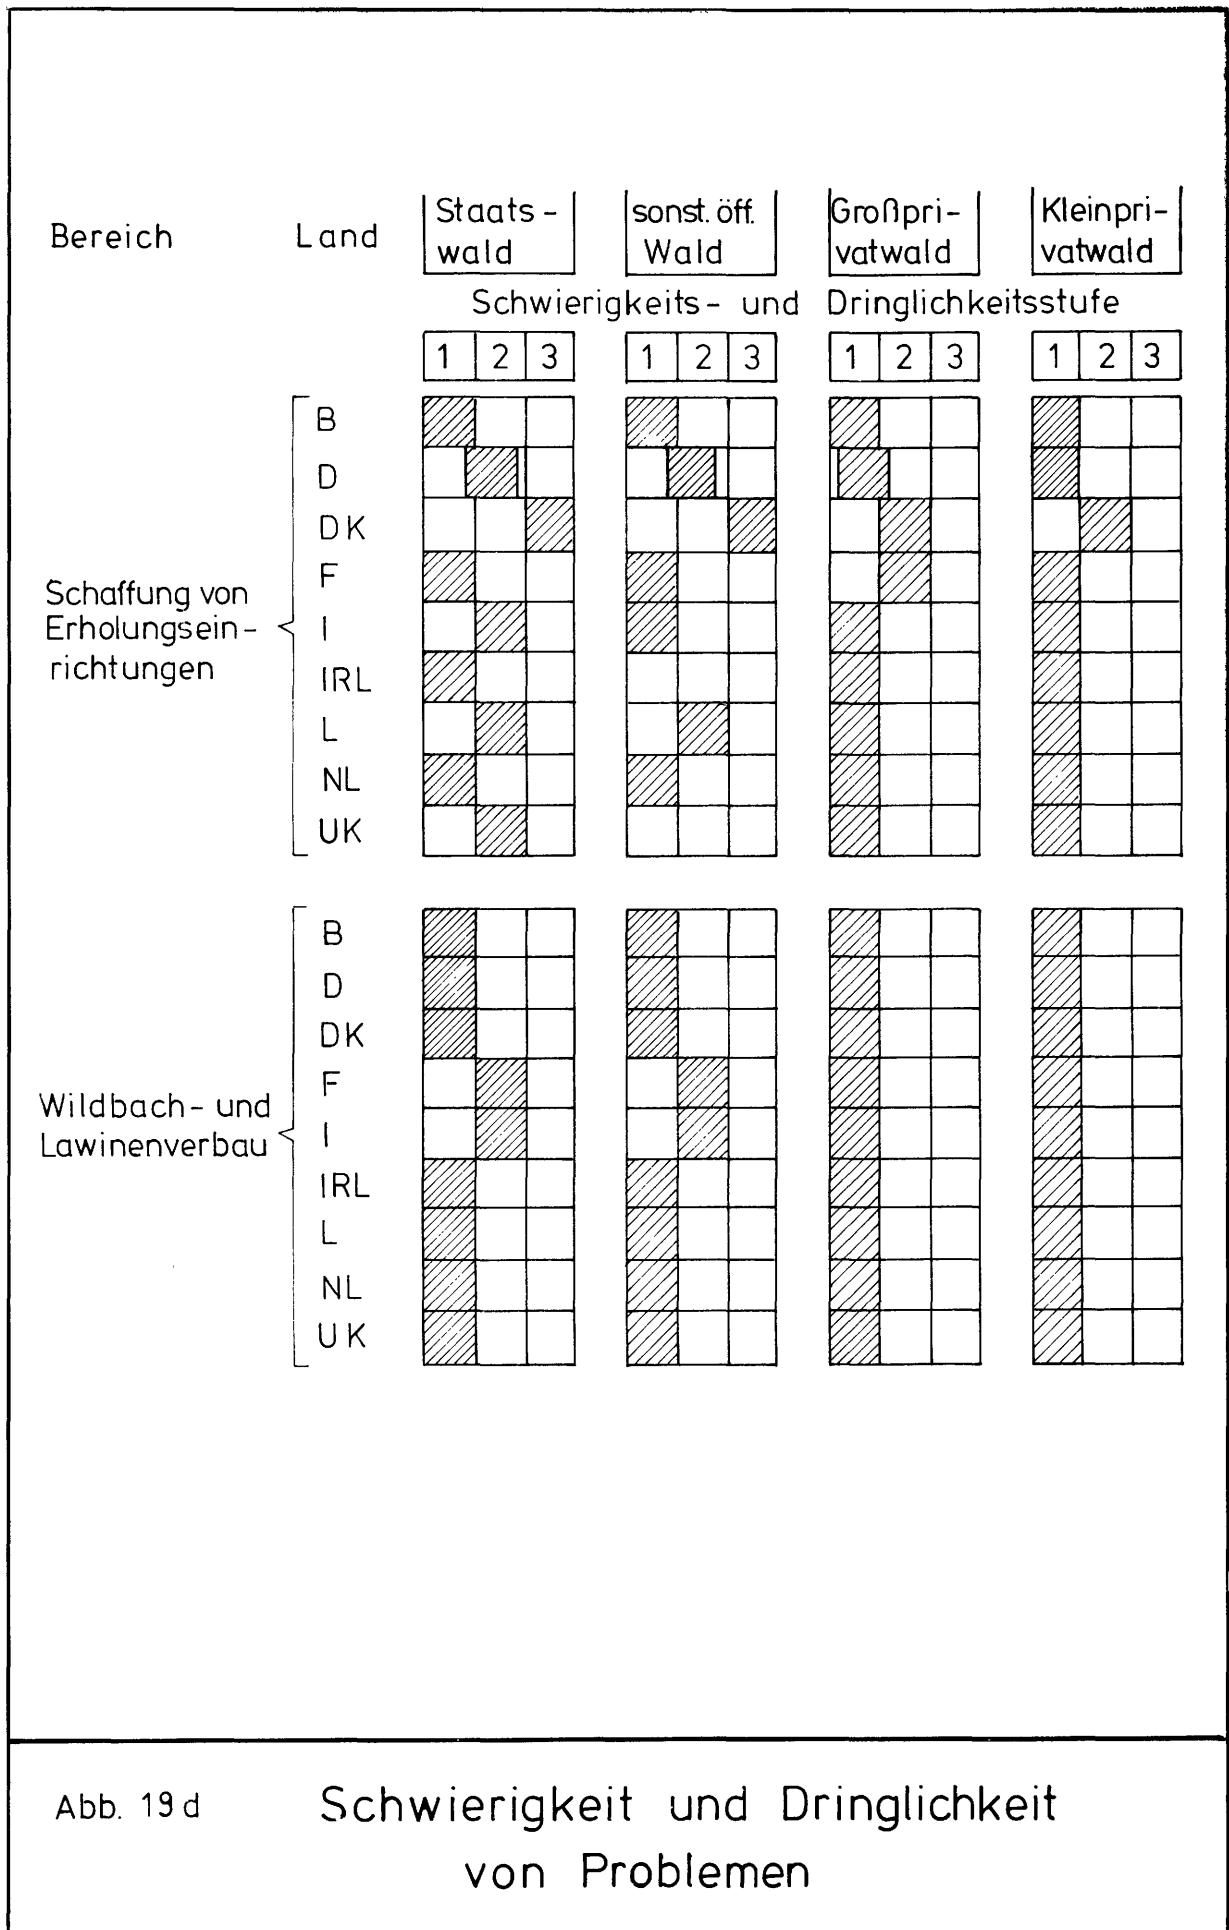 Bereich
Land
Staats-
wald
sonst. öff.
Wald
Großpri-
vatwald
Kleinpri-
vatwald
Schwierigkeits- und Dringlichkeitsstufe
1 2 3 1 2 3 1 2 3 1 2 3
Schaffung von
Erholungsein-
richtungen
B
D
DK
F
I
IRL
L
NL
UK
Wildbach- und
Lawinenverbau
B
D
DK
F
I
IRL
L
NL
UK
Abb. 19 d
Schwierigkeit und Dringlichkeit
von Problemen